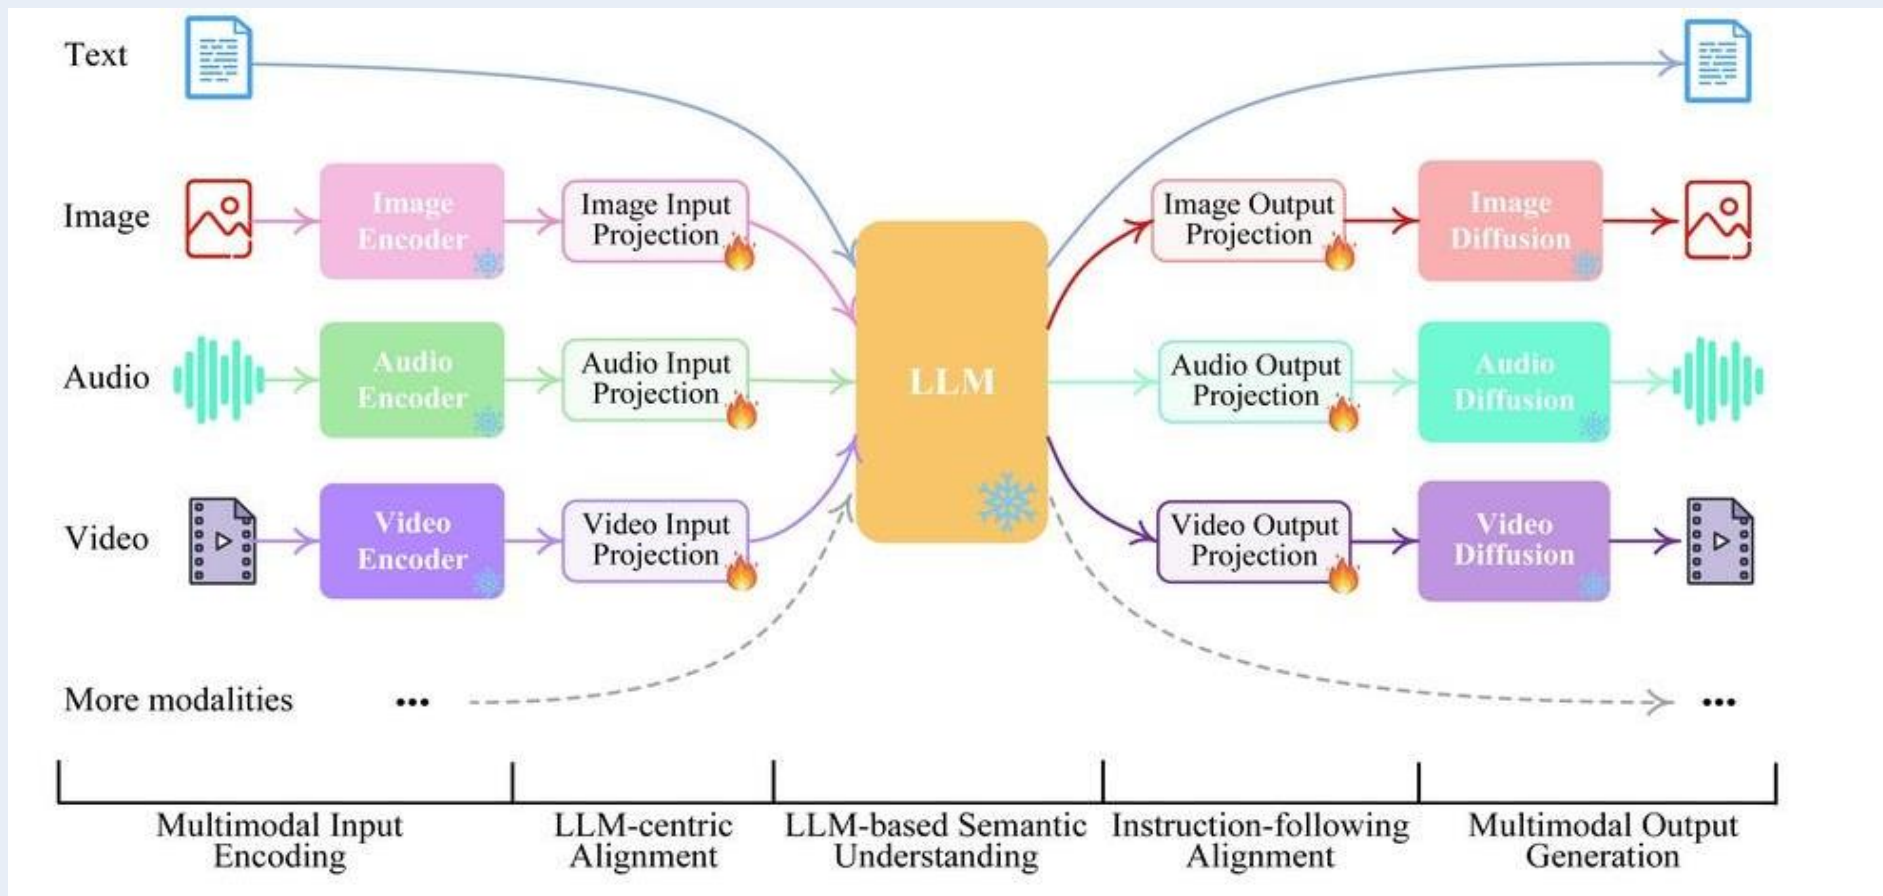 Text
Image
Image
Encoder
Image Input
Projection
Image Output
Projection
Image
Diffusion
Audio
Audio
Encoder
Audio Input
Projection
LLM
Audio Output
Projection
Audio
Diffusion
Video
Video
Encoder
Video Input
Projection
Video Output
Projection
Video
Diffusion
More modalities
...
...
Multimodal Input
Encoding
LLM-centric
Alignment
LLM-based Semantic
Understanding
Instruction-following
Alignment
Multimodal Output
Generation